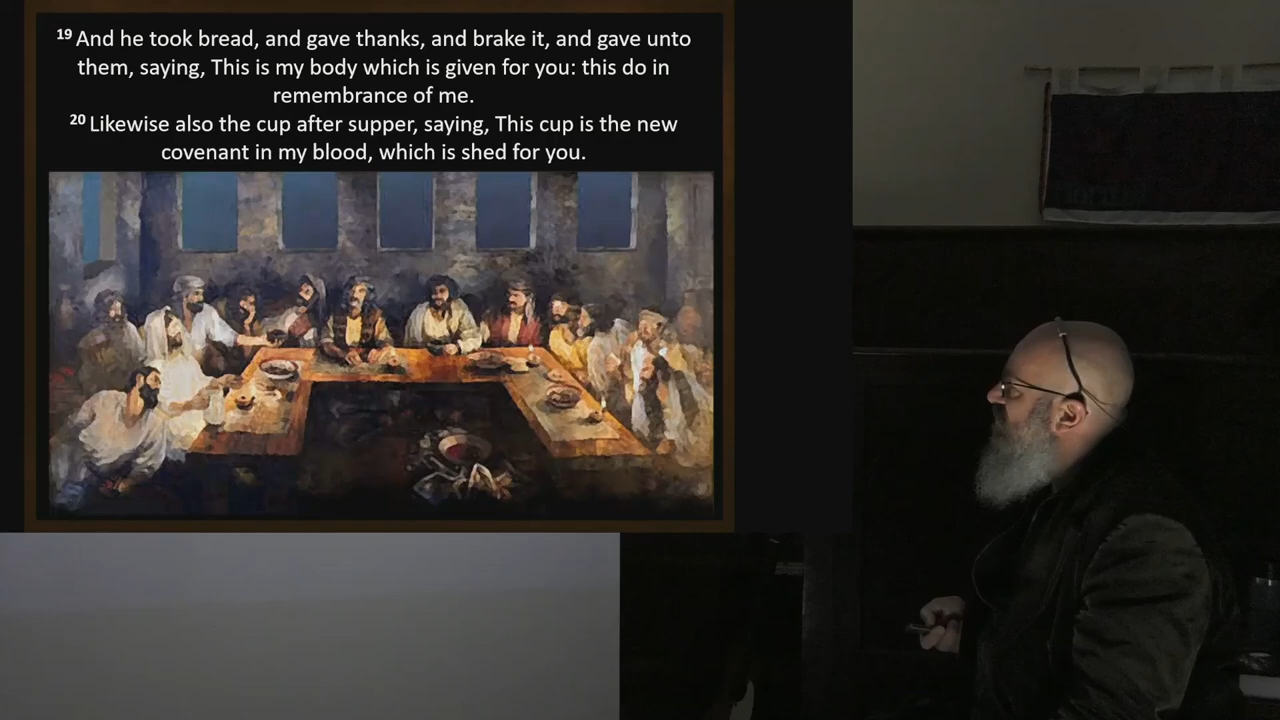 19 And he took bread, and gave thanks, and brake it, and gave unto
them, saying, This is my body which is given for you: this do in
remembrance of me.
20 Likewise also the cup after supper, saying, This cup is the new
covenant in my blood, which is shed for you.